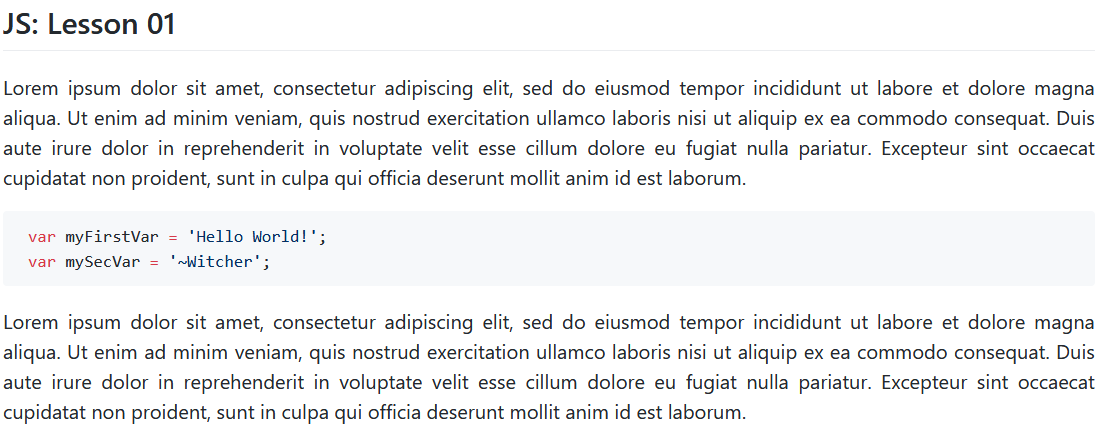 JS: Lesson 01
Lorem ipsum dolor sit amet, consectetur adipiscing elit, sed do eiusmod tempor incididunt ut labore et dolore magna
aliqua. Ut enim ad minim veniam, quis nostrud exercitation ullamco laboris nisi ut aliquip ex ea commodo consequat. Duis
aute irure dolor in reprehenderit in voluptate velit esse cillum dolore eu fugiat nulla pariatur. Excepteur sint occaecat
cupidatat non proident, sunt in culpa qui officia deserunt mollit anim id est laborum.
var myFirstVar = 'Hello World!';
var mySecVar = '~Witcher';
Lorem ipsum dolor sit amet, consectetur adipiscing elit, sed do eiusmod tempor incididunt ut labore et dolore magna
aliqua. Ut enim ad minim veniam, quis nostrud exercitation ullamco laboris nisi ut aliquip ex ea commodo consequat. Duis
aute irure dolor in reprehenderit in voluptate velit esse cillum dolore eu fugiat nulla pariatur. Excepteur sint occaecat
cupidatat non proident, sunt in culpa qui officia deserunt mollit anim id est laborum.